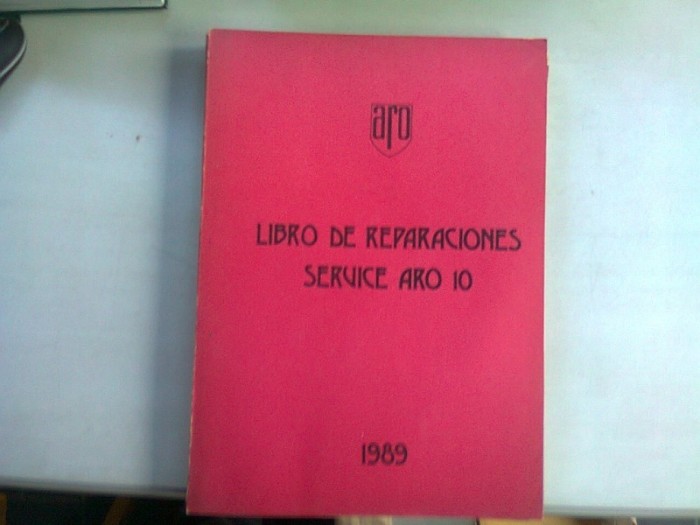 aro
LIBRO DE REPARACIONES
SERVICE ARO 10
1989